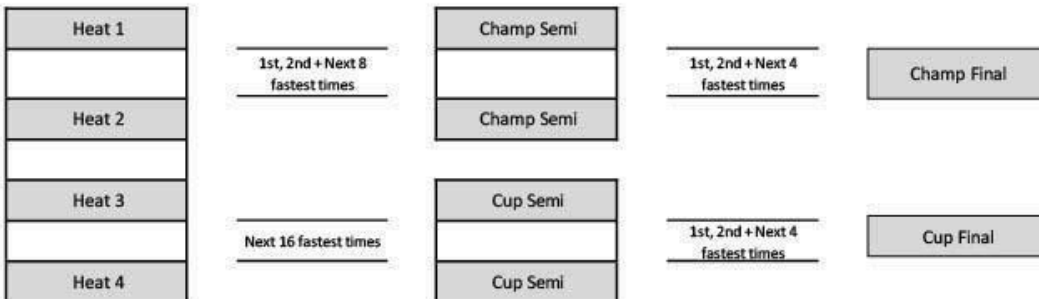 Heat 1
Heat 2
Heat 3
Heat 4
1st, 2nd + Next 8
fastest times
Next 16 fastest times
Champ Semi
Champ Semi
Cup Semi
Cup Semi
1st, 2nd + Next 4
fastest times
1st, 2nd + Next 4
fastest times
Champ Final
Cup Final